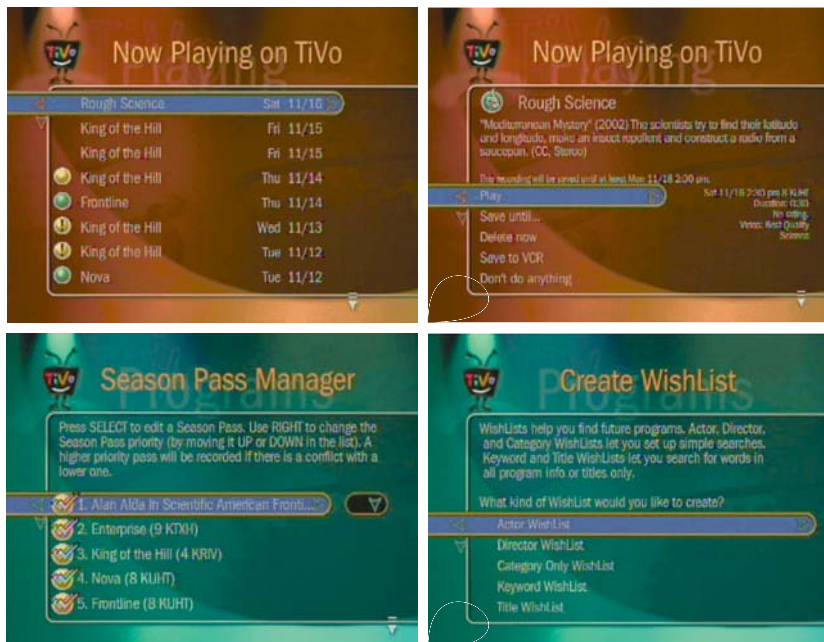 TiVo
Now Playing on TiVo
Rough Science Sat 11/16
King of the Hill Fri 11/15
King of the Hill Fri 11/15
King of the Hill Thu 11/14
Frontline Thu 11/14
King of the Hill Wed 11/13
King of the Hill Tue 11/12
Nova Tue 11/12
TiVo
Now Playing on TiVo
Rough Science
"Mediterranean Mystery" (2002) The scientists try to find their latitude
and longitude, make an insect repellent and construct a radio from a
saucepan. (CC, Stereo)
This recording will be saved until at least Mon 11/18 2:30 pm.
Play
Sat 11/16 2:30 pm 8 KUHT
Duration: 0:30
No rating.
Video: Best Quality
Science
Save until...
Delete now
Save to VCR
Don't do anything
TiVo
Programs
Season Pass Manager
Press SELECT to edit a Season Pass. Use RIGHT to change the
Season Pass priority (by moving it UP or DOWN in the list). A
higher priority pass will be recorded if there is a conflict with a
lower one.
1. Alan Alda In Scientific American Fronti...
2. Enterprise (9 KTXH)
3. King of the Hill (4 KRIV)
4. Nova (8 KUHT)
5. Frontline (8 KUHT)
TiVo
Programs
Create WishList
WishLists help you find future programs. Actor, Director,
and Category WishLists let you set up simple searches.
Keyword and Title WishLists let you search for words in
all program info or titles only.
What kind of WishList would you like to create?
Actor WishList
Director WishList
Category Only WishList
Keyword WishList
Title WishList